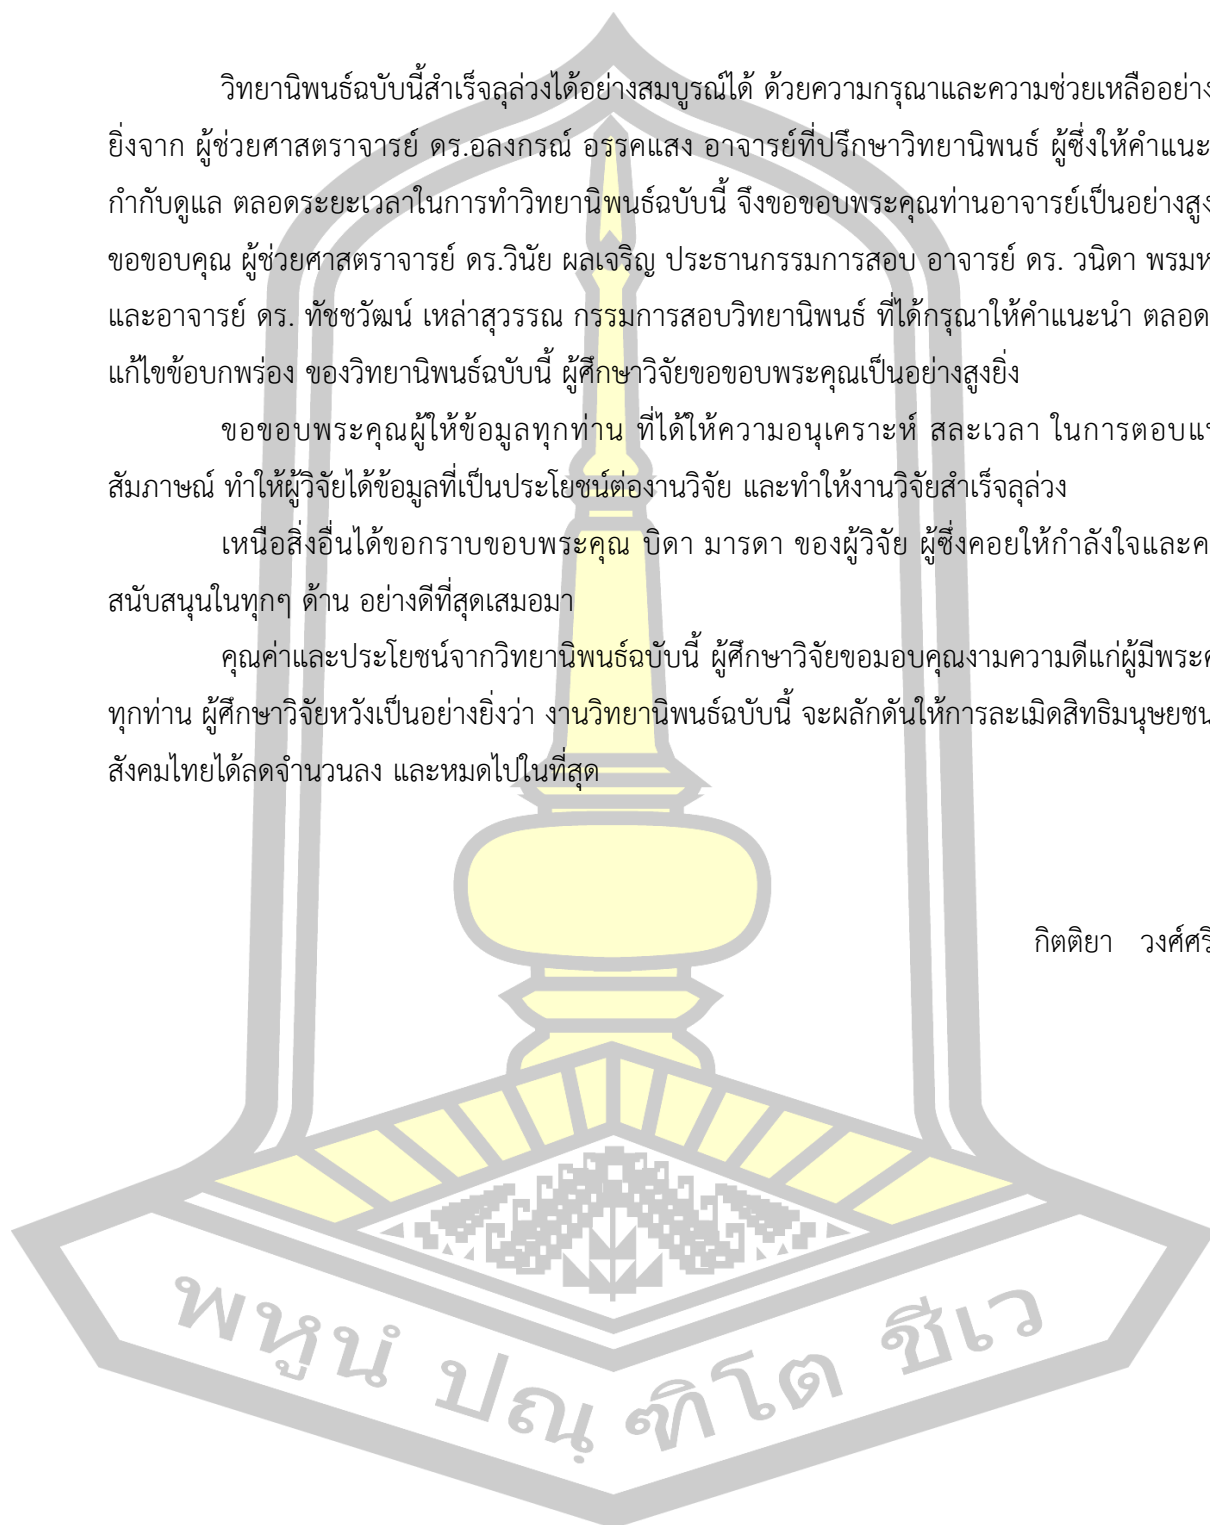 วิทยานิพนธ์ฉบับนี้สำเร็จลุล่วงได้อย่างสมบูรณ์ได้ ด้วยความกรุณาและความช่วยเหลืออย่าง
ยิ่งจาก ผู้ช่วยศาสตราจารย์ ดร.อลงกรณ์ อรรคแสง อาจารย์ที่ปรึกษาวิทยานิพนธ์ ผู้ซึ่งให้คำแนะ
กำกับดูแล ตลอดระยะเวลาในการทำวิทยานิพนธ์ฉบับนี้ จึงขอขอบพระคุณท่านอาจารย์เป็นอย่างสูง
ขอขอบคุณ ผู้ช่วยศาสตราจารย์ ดร.วินัย ผลเจริญ ประธานกรรมการสอบ อาจารย์ ดร. วนิดา
และอาจารย์ ดร. ทัชชวัฒน์ เหล่าสุวรรณ กรรมการสอบวิทยานิพนธ์ ที่ได้กรุณาให้คำแนะนำ ตลอด
แก้ไขข้อบกพร่อง ของวิทยานิพนธ์ฉบับนี้ ผู้ศึกษาวิจัยขอขอบพระคุณเป็นอย่างสูงยิ่ง
ขอขอบพระคุณผู้ให้ข้อมูลทุกท่าน ที่ได้ให้ความอนุเคราะห์ สละเวลา ในการตอบ
สัมภาษณ์ ทำให้ผู้วิจัยได้ข้อมูลที่เป็นประโยชน์ต่องานวิจัย และทำให้งานวิจัยสำเร็จลุล่วง
เหนือสิ่งอื่นได้ขอกราบขอบพระคุณ บิดา มารดา ของผู้วิจัย ผู้ซึ่งคอยให้กำลังใจและ
สนับสนุนในทุกๆ ด้าน อย่างดีที่สุดเสมอมา
คุณค่าและประโยชน์จากวิทยานิพนธ์ฉบับนี้ ผู้ศึกษาวิจัยขอมอบคุณงามความดีแก่ผู้มี
ทุกท่าน ผู้ศึกษาวิจัยหวังเป็นอย่างยิ่งว่า งานวิทยานิพนธ์ฉบับนี้ จะผลักดันให้การละเมิดสิทธิมนุษยชน
สังคมไทยได้ลดจำนวนลง และหมดไปในที่สุด
กิตติยา
พหูนํ ปณฺฑิโต ชีเว